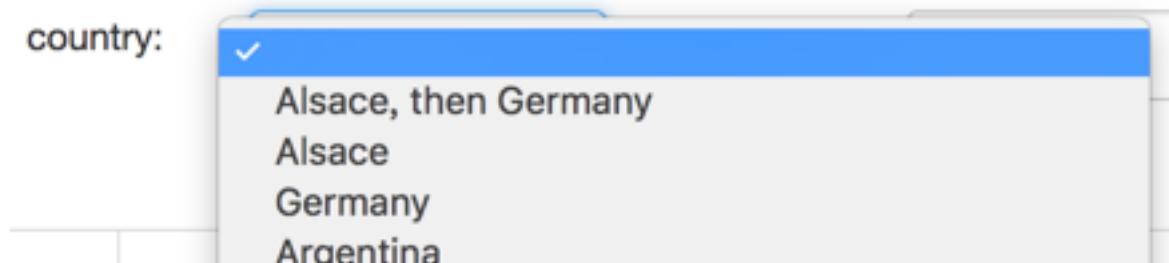 country:
✓
Alsace, then Germany
Alsace
Germany
Argentina